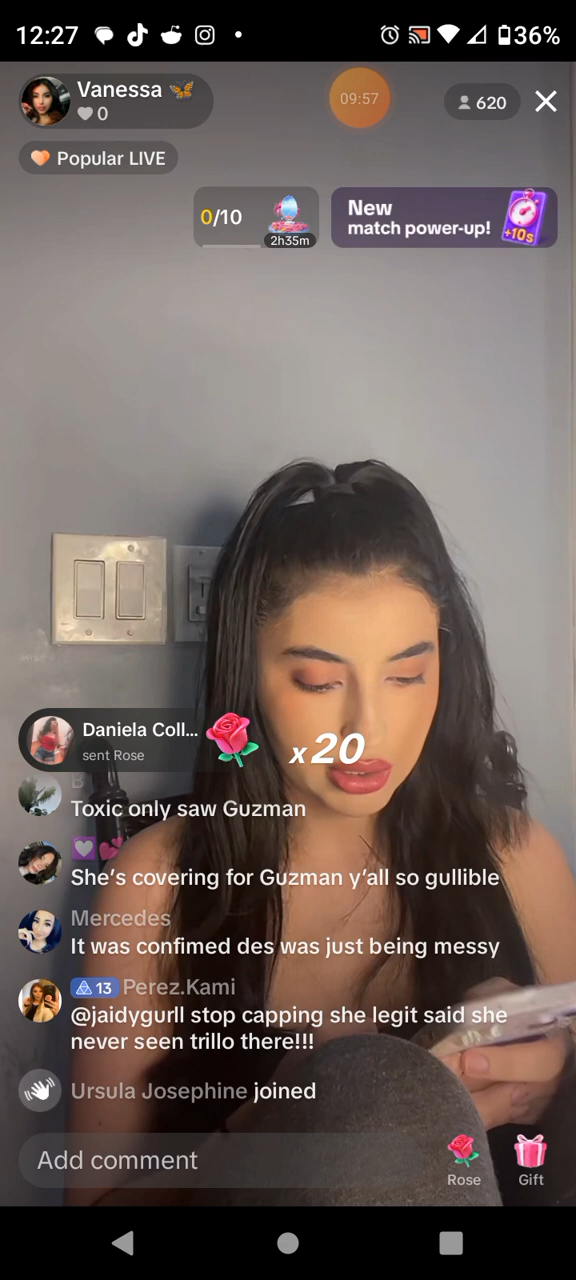 12:27
36%
Vanessa 🦋
0
09:57
620
Popular LIVE
0/10
2h35m
New
match power-up!
+10s
Daniela Coll...
sent Rose
x20
B
Toxic only saw Guzman
💜💕
She's covering for Guzman y'all so gullible
Mercedes
It was confimed des was just being messy
13 Perez.Kami
@jaidygurll stop capping she legit said she
never seen trillo there!!!
Ursula Josephine joined
Add comment
Rose
Gift